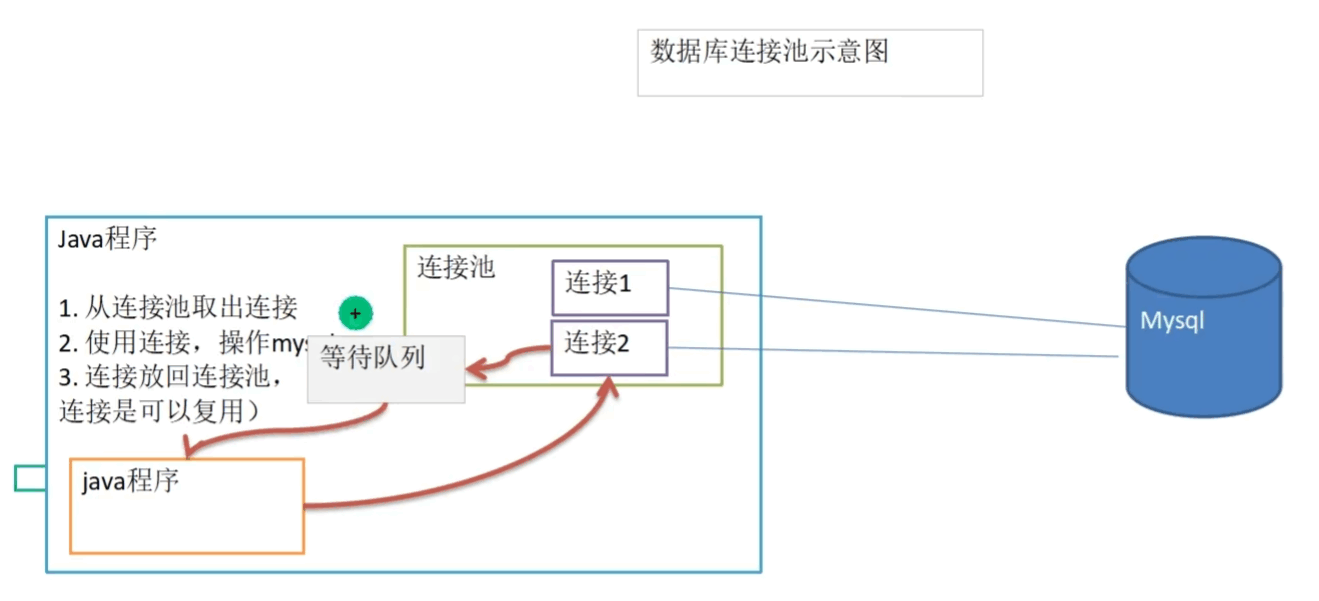 数据库连接池示意图
Java程序
连接池
连接1
1. 从连接池取出连接
2. 使用连接，操作my
等待队列
连接2
3. 连接放回连接池，
连接是可以复用）
java程序
Mysql